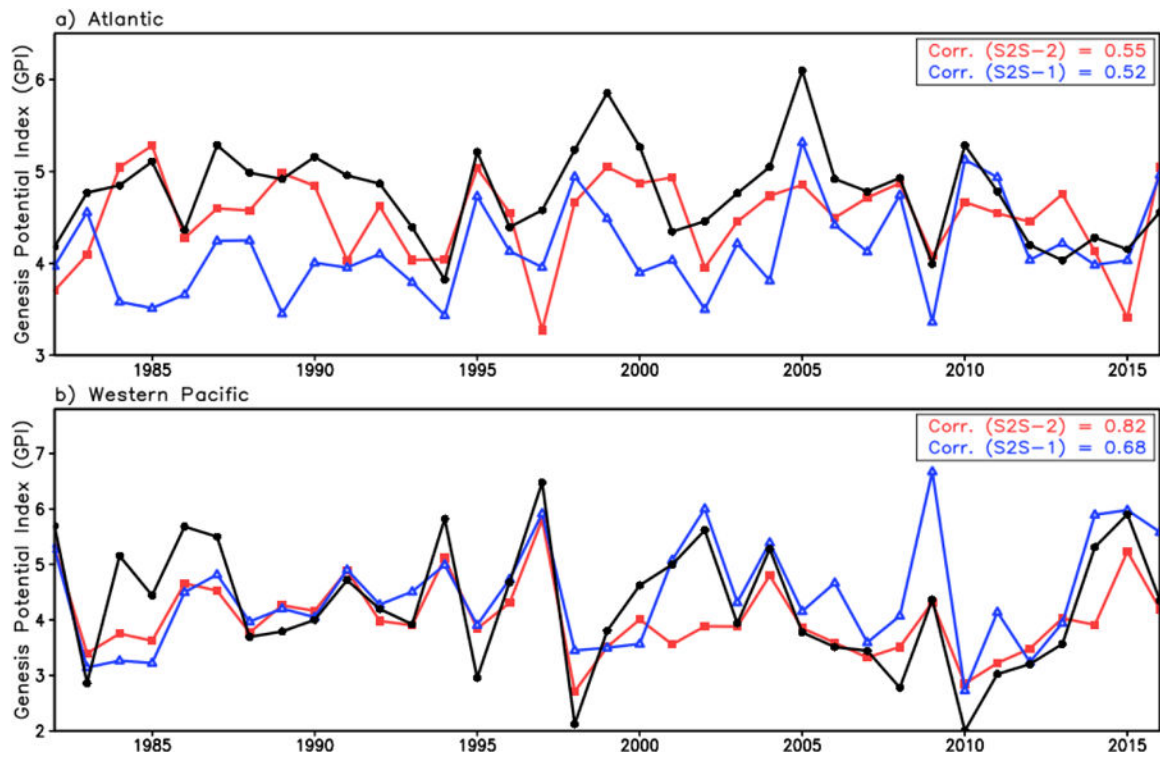 a) Atlantic
Corr. (S2S-2) = 0.55
Corr. (S2S-1) = 0.52
Genesis Potential Index (GPI)
6
5
4
3
1985 1990 1995 2000 2005 2010 2015
b) Western Pacific
Corr. (S2S-2) = 0.82
Corr. (S2S-1) = 0.68
Genesis Potential Index (GPI)
7
6
5
4
3
2
1985 1990 1995 2000 2005 2010 2015